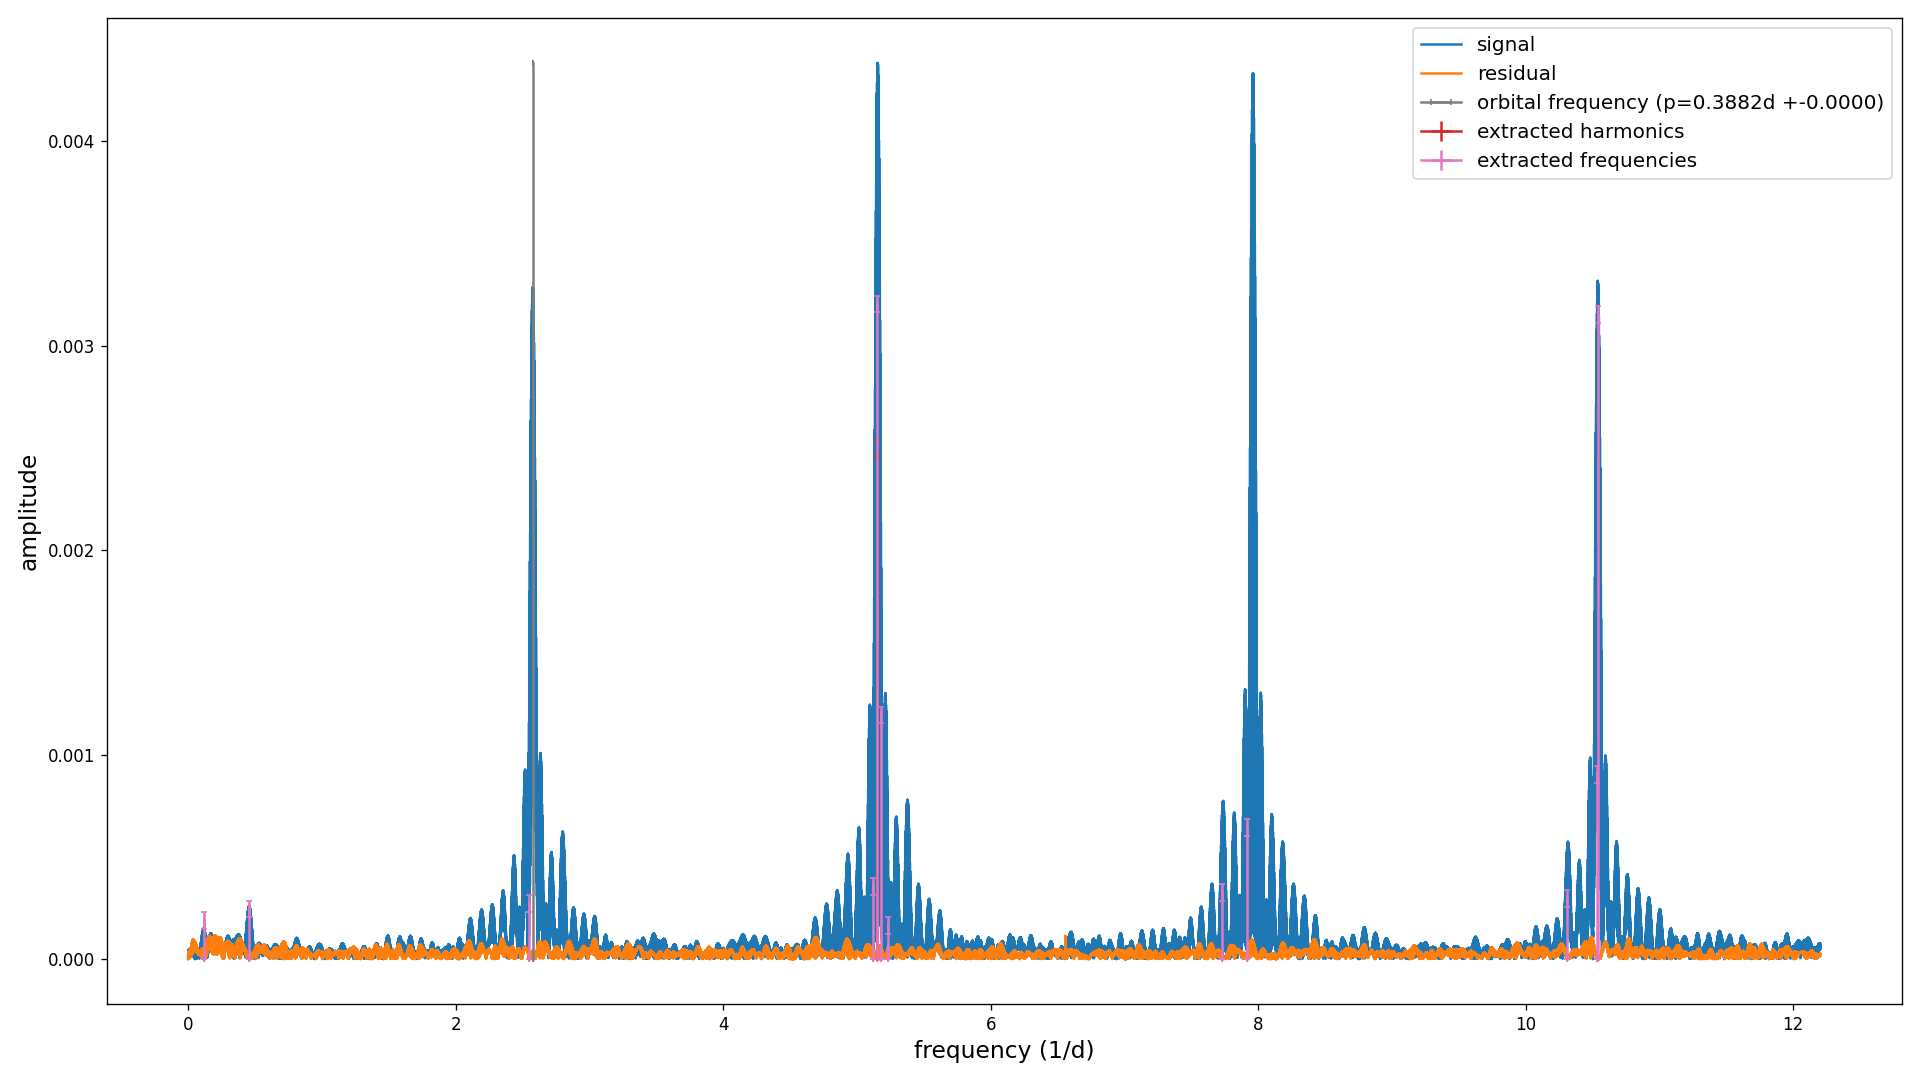 signal
residual
orbital frequency (p=0.3882d +-0.0000)
extracted harmonics
extracted frequencies
amplitude
0.004
0.003
0.002
0.001
0.000
0 2 4 6 8 10 12
frequency (1/d)